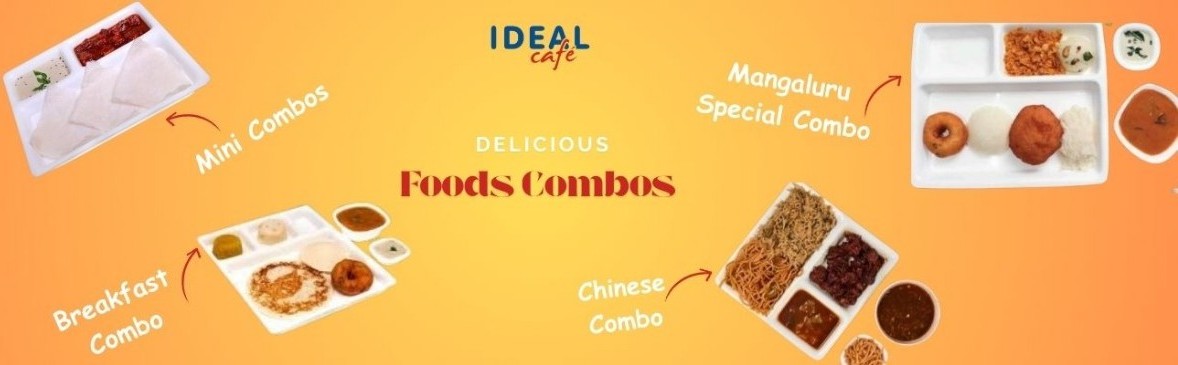 IDEAL
café
DELICIOUS
Foods Combos
Mini Combos
Mangaluru
Special Combo
Breakfast
Combo
Chinese
Combo